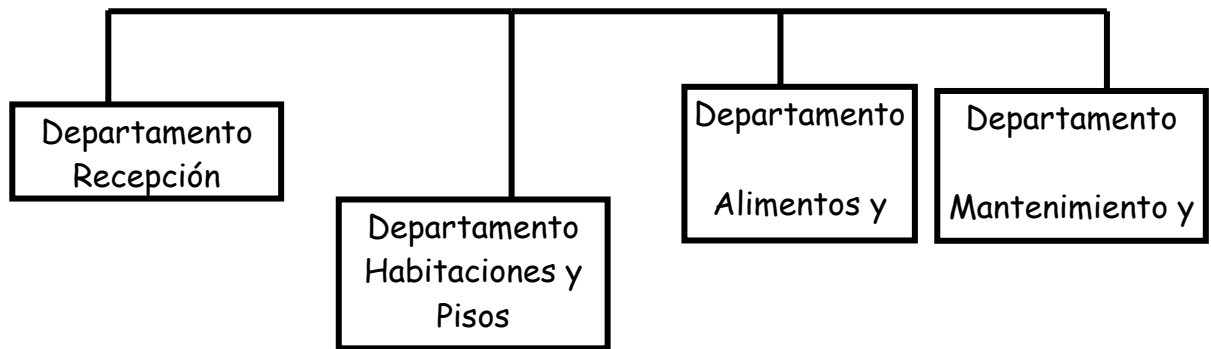 Departamento
Recepción
Departamento
Habitaciones y
Pisos
Departamento
Alimentos y
Departamento
Mantenimiento y